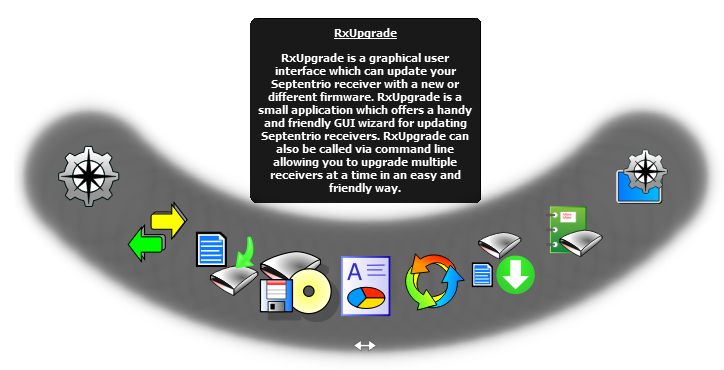 RxUpgrade
RxUpgrade is a graphical user
interface which can update your
Septentrio receiver with a new or
different firmware. RxUpgrade is a
small application which offers a handy
and friendly GUI wizard for updating
Septentrio receivers. RxUpgrade can
also be called via command line
allowing you to upgrade multiple
receivers at a time in an easy and
friendly way.
A